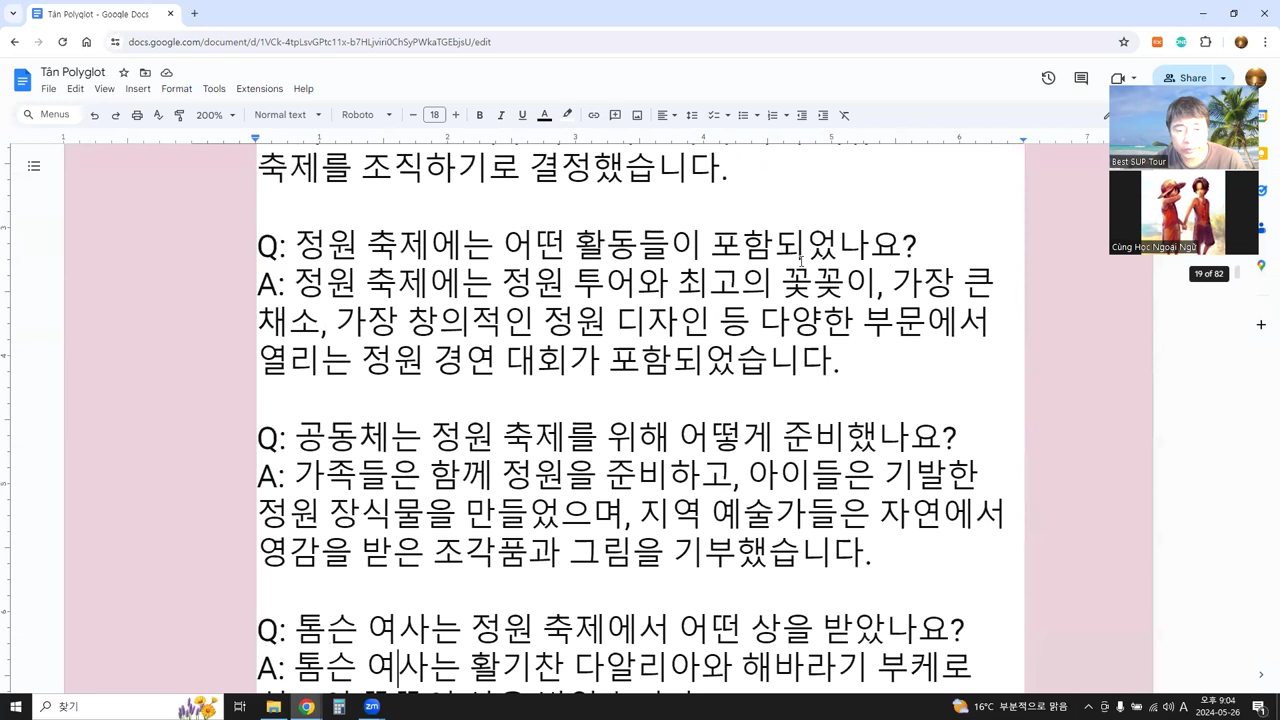 Tân Polyglot - Google Docs
docs.google.com/document/d/1VCk-4tpLsvGPtc11x-b7HLjviri0ChSyPWkaTGEbjsU/edit
Tân Polyglot
Share
File Edit View Insert Format Tools Extensions Help
Menus 200% Normal text Roboto 18
1 1 2 3 4 5 6 7
축제를 조직하기로 결정했습니다.
Q: 정원 축제에는 어떤 활동들이 포함되었나요?
A: 정원 축제에는 정원 투어와 최고의 꽃꽂이, 가장 큰
채소, 가장 창의적인 정원 디자인 등 다양한 부문에서
열리는 정원 경연 대회가 포함되었습니다.
Q: 공동체는 정원 축제를 위해 어떻게 준비했나요?
A: 가족들은 함께 정원을 준비하고, 아이들은 기발한
정원 장식물을 만들었으며, 지역 예술가들은 자연에서
영감을 받은 조각품과 그림을 기부했습니다.
Q: 톰슨 여사는 정원 축제에서 어떤 상을 받았나요?
A: 톰슨 여사는 활기찬 다알리아와 해바라기 부케로
Best SUP Tour
Cùng Học Ngoại Ngữ
19 of 82
찾기
16°C 부분적으로 맑음
A
오후 9:04
2024-05-26